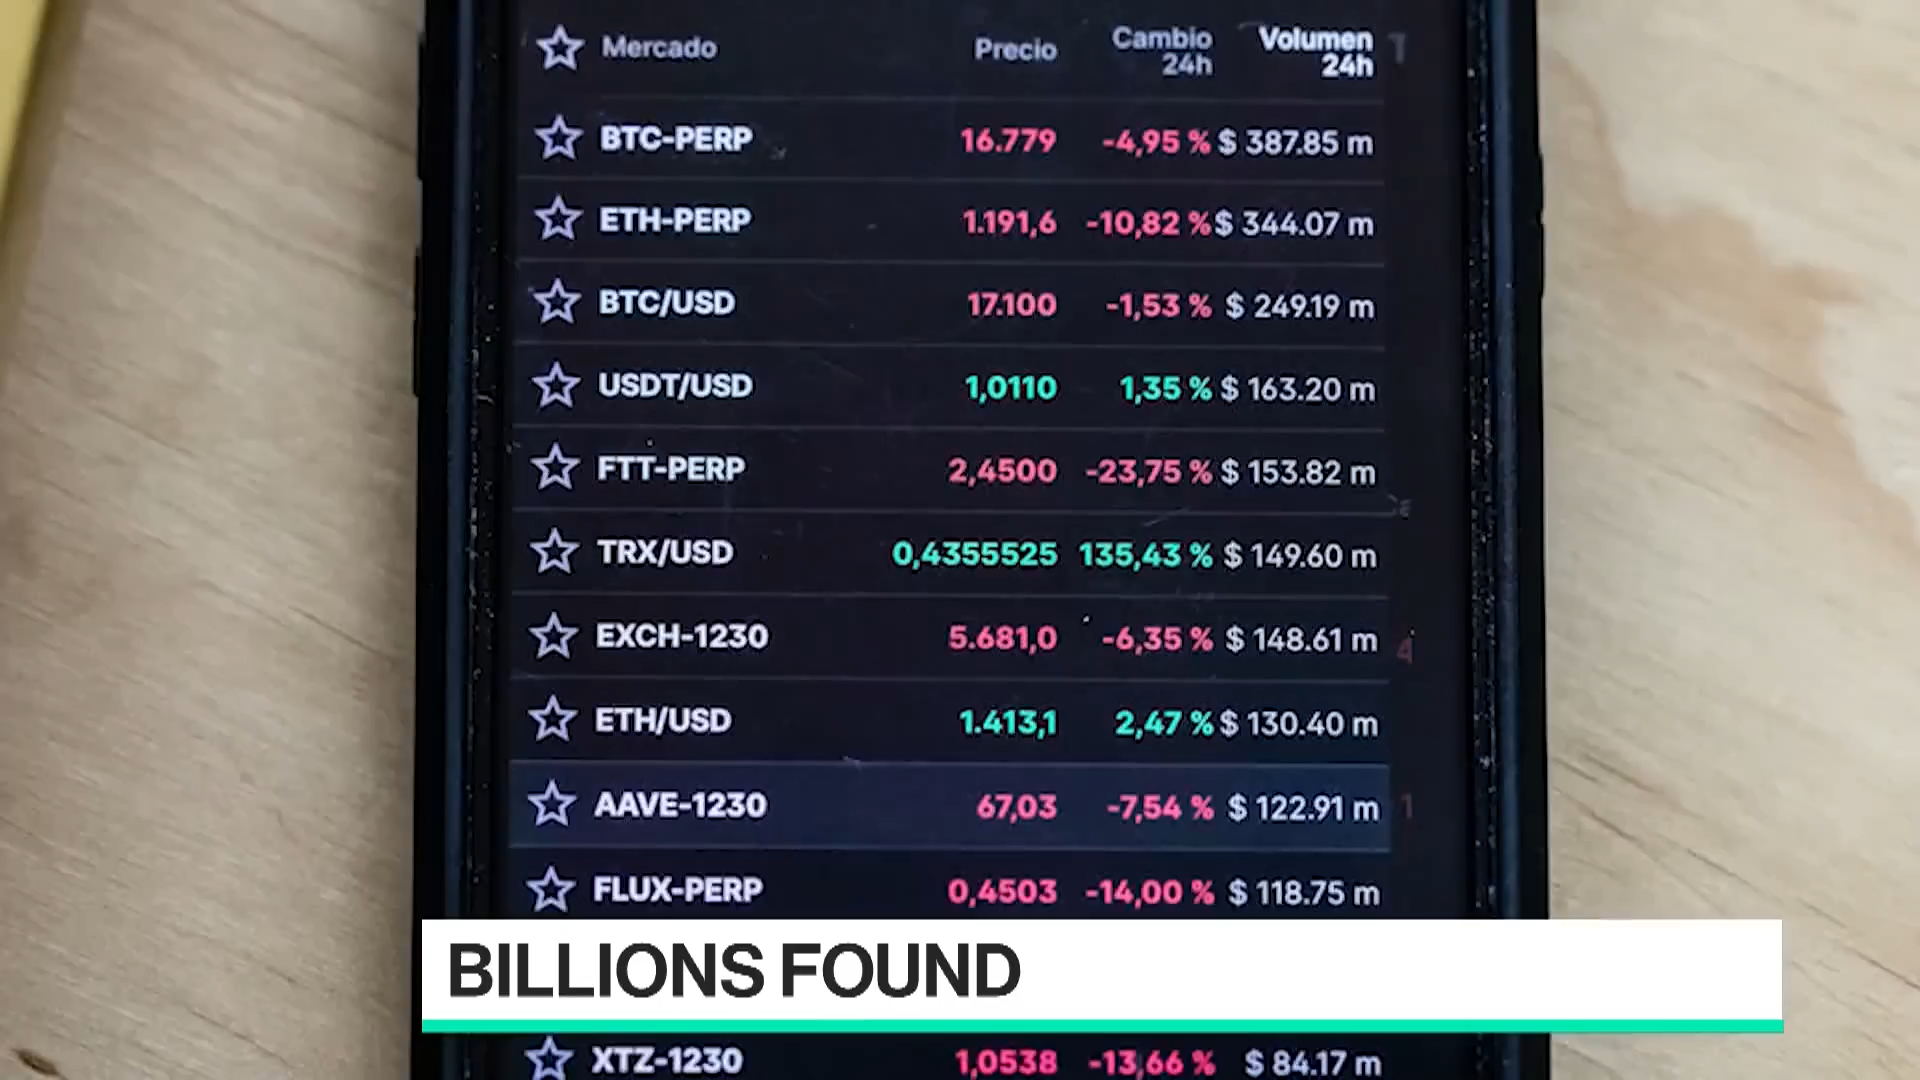 Mercado Precio Cambio 24h Volumen 24h
BTC-PERP 16.779 -4,95 % $ 387.85 m
ETH-PERP 1.191,6 -10,82 % $ 344.07 m
BTC/USD 17.100 -1,53 % $ 249.19 m
USDT/USD 1,0110 1,35 % $ 163.20 m
FTT-PERP 2,4500 -23,75 % $ 153.82 m
TRX/USD 0,4355525 135,43 % $ 149.60 m
EXCH-1230 5.681,0 -6,35 % $ 148.61 m
ETH/USD 1.413,1 2,47 % $ 130.40 m
AAVE-1230 67,03 -7,54 % $ 122.91 m
FLUX-PERP 0,4503 -14,00 % $ 118.75 m
BILLIONS FOUND
XTZ-1230 1,0538 -13,66 % $ 84.17 m